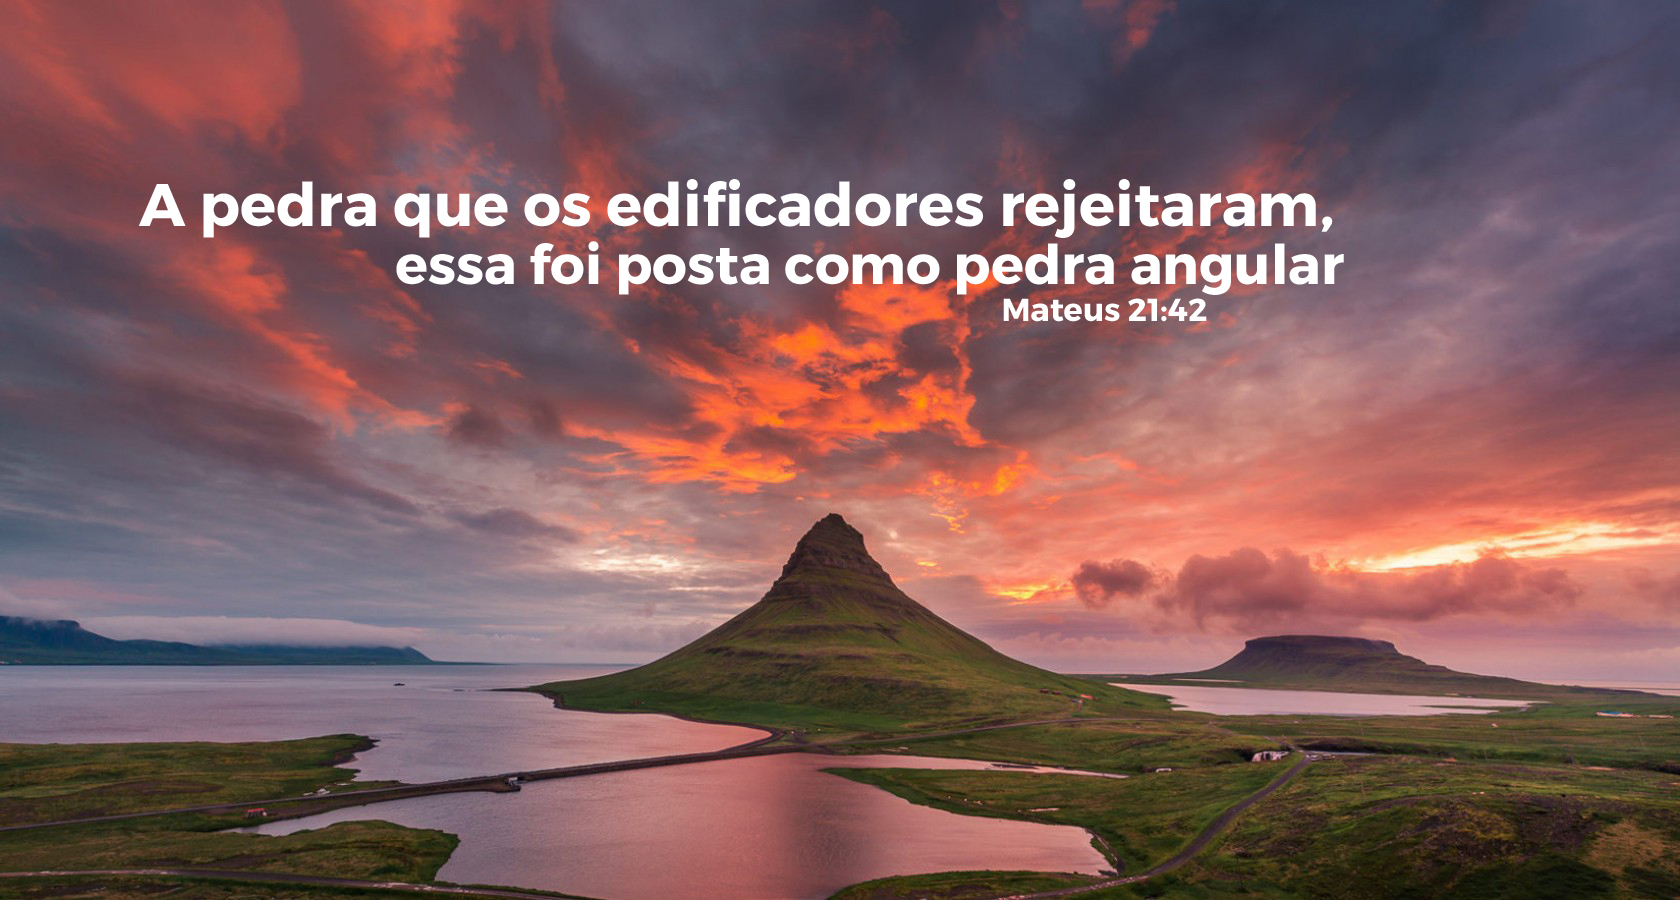 A pedra que os edificadores rejeitaram,
essa foi posta como pedra angular
Mateus 21:42